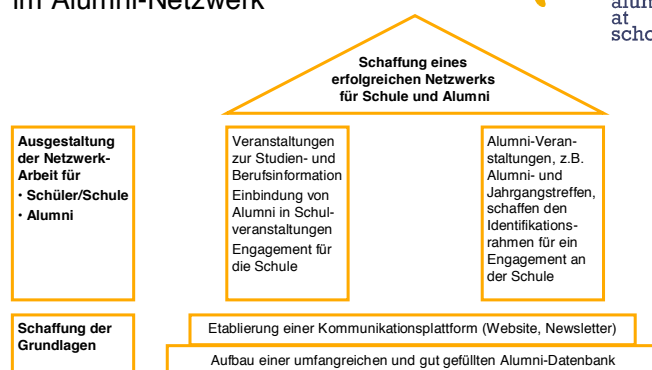 im Alumni-Netzwerk
at
Schaffung eines
erfolgreichen Netzwerks
für Schule und Alumni
Ausgestaltung
der Netzwerk-
Arbeit für
• Schüler/Schule
• Alumni
Veranstaltungen
zur Studien- und
Berufsinformation
Einbindung von
Alumni in Schul-
veranstaltungen
Engagement für
die Schule
Alumni-Veran-
staltungen, z.B.
Alumni- und
Jahrgangstreffen,
schaffen den
Identifikations-
rahmen für ein
Engagement an
der Schule
Schaffung der
Grundlagen
Etablierung einer Kommunikationsplattform (Website, Newsletter)
Aufbau einer umfangreichen und gut gefüllten Alumni-Datenbank